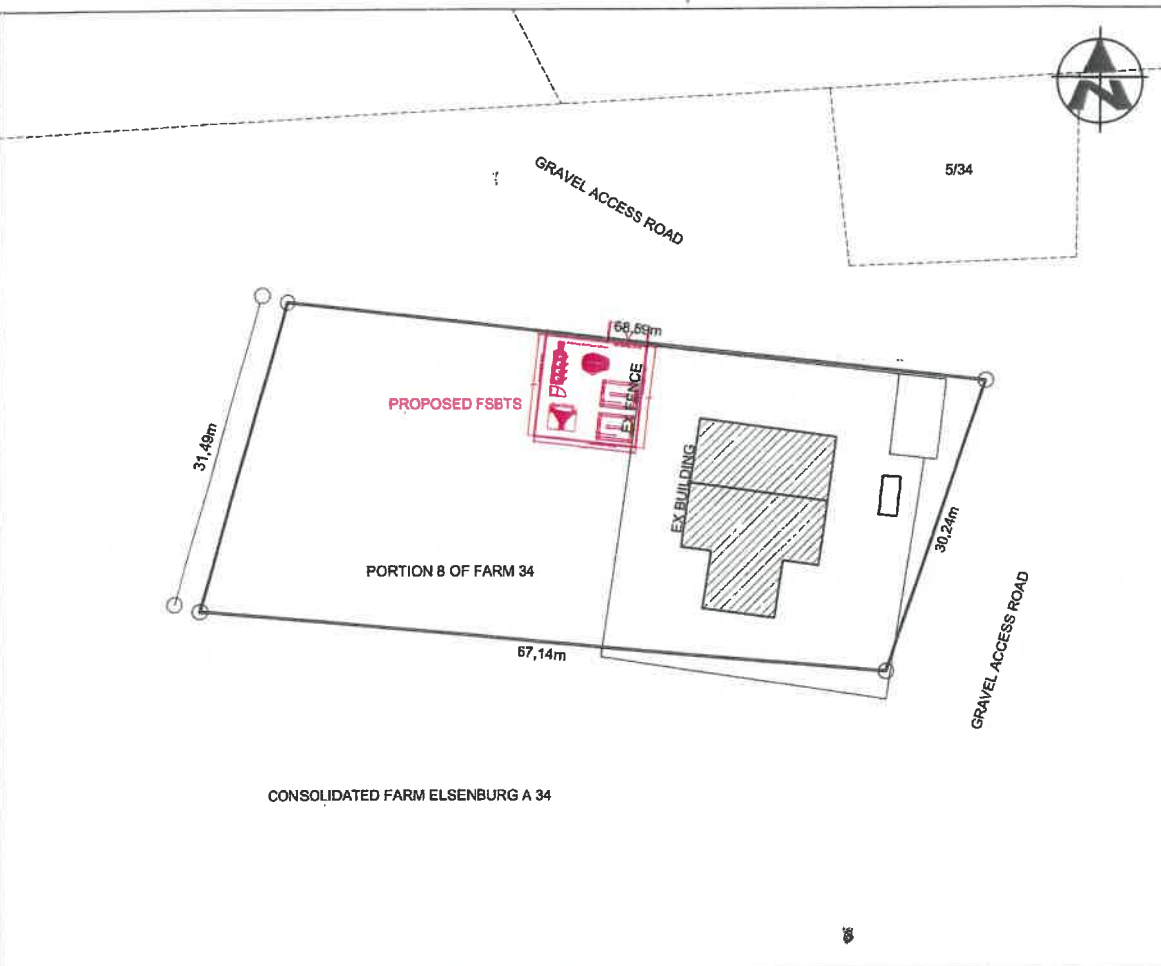 N
5/34
GRAVEL ACCESS ROAD
68,59m
PROPOSED FSBTS
EX FENCE
31,49m
EX BUILDING
30,24m
PORTION 8 OF FARM 34
67,14m
GRAVEL ACCESS ROAD
CONSOLIDATED FARM ELSENBURG A 34